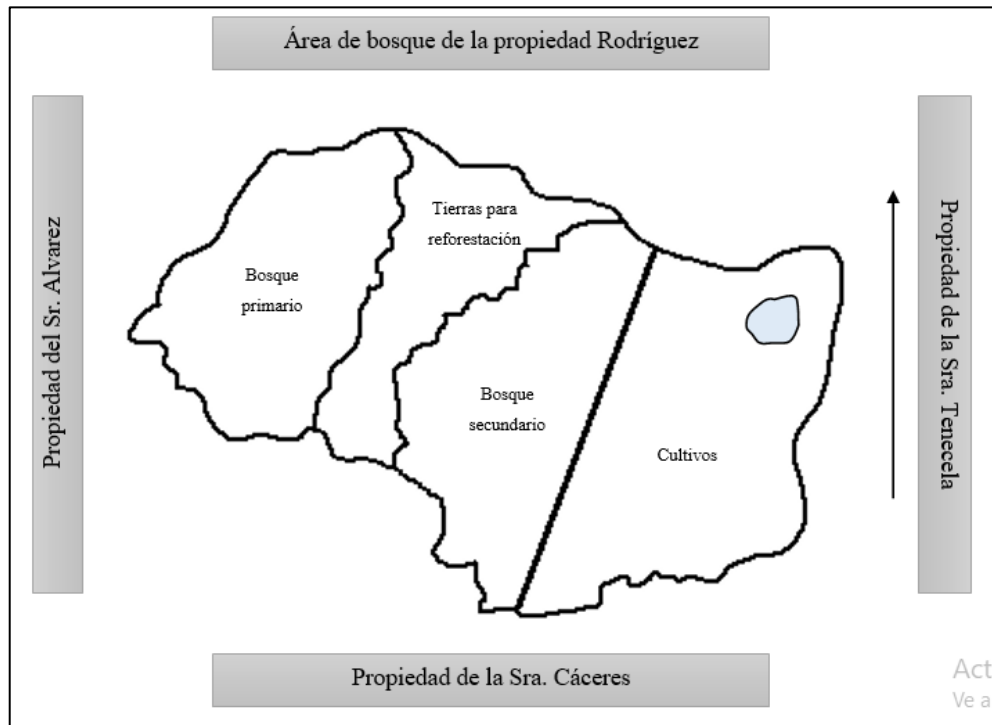 Área de bosque de la propiedad Rodríguez
Propiedad del Sr. Alvarez
Tierras para
reforestación
Bosque
primario
Bosque
secundario
Cultivos
Propiedad de la Sra. Tenecela
Propiedad de la Sra. Cáceres
Act
Ve a